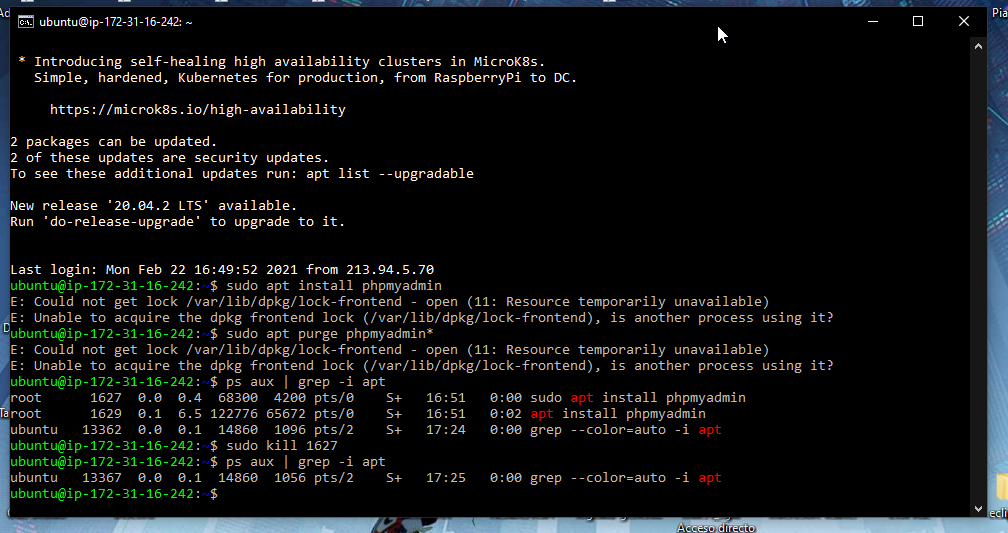 Ad
ubuntu@ip-172-31-16-242: ~
Pia
* Introducing self-healing high availability clusters in MicroK8s.
Simple, hardened, Kubernetes for production, from RaspberryPi to DC.
https://microk8s.io/high-availability
2 packages can be updated.
2 of these updates are security updates.
To see these additional updates run: apt list --upgradable
New release '20.04.2 LTS' available.
Run 'do-release-upgrade' to upgrade to it.
Last login: Mon Feb 22 16:49:52 2021 from 213.94.5.70
ubuntu@ip-172-31-16-242:~$ sudo apt install phpmyadmin
E: Could not get lock /var/lib/dpkg/lock-frontend - open (11: Resource temporarily unavailable)
E: Unable to acquire the dpkg frontend lock (/var/lib/dpkg/lock-frontend), is another process using it?
ubuntu@ip-172-31-16-242:~$ sudo apt purge phpmyadmin*
E: Could not get lock /var/lib/dpkg/lock-frontend - open (11: Resource temporarily unavailable)
E: Unable to acquire the dpkg frontend lock (/var/lib/dpkg/lock-frontend), is another process using it?
ubuntu@ip-172-31-16-242:~$ ps aux | grep -i apt
root      1627  0.0  0.4  68300  4200 pts/0    S+   16:51   0:00 sudo apt install phpmyadmin
root      1629  0.1  6.5 122776 65672 pts/0    S+   16:51   0:02 apt install phpmyadmin
ubuntu   13362  0.0  0.1  14860  1096 pts/2    S+   17:24   0:00 grep --color=auto -i apt
ubuntu@ip-172-31-16-242:~$ sudo kill 1627
ubuntu@ip-172-31-16-242:~$ ps aux | grep -i apt
ubuntu   13367  0.0  0.1  14860  1056 pts/2    S+   17:25   0:00 grep --color=auto -i apt
ubuntu@ip-172-31-16-242:~$
ecli
Acceso directo